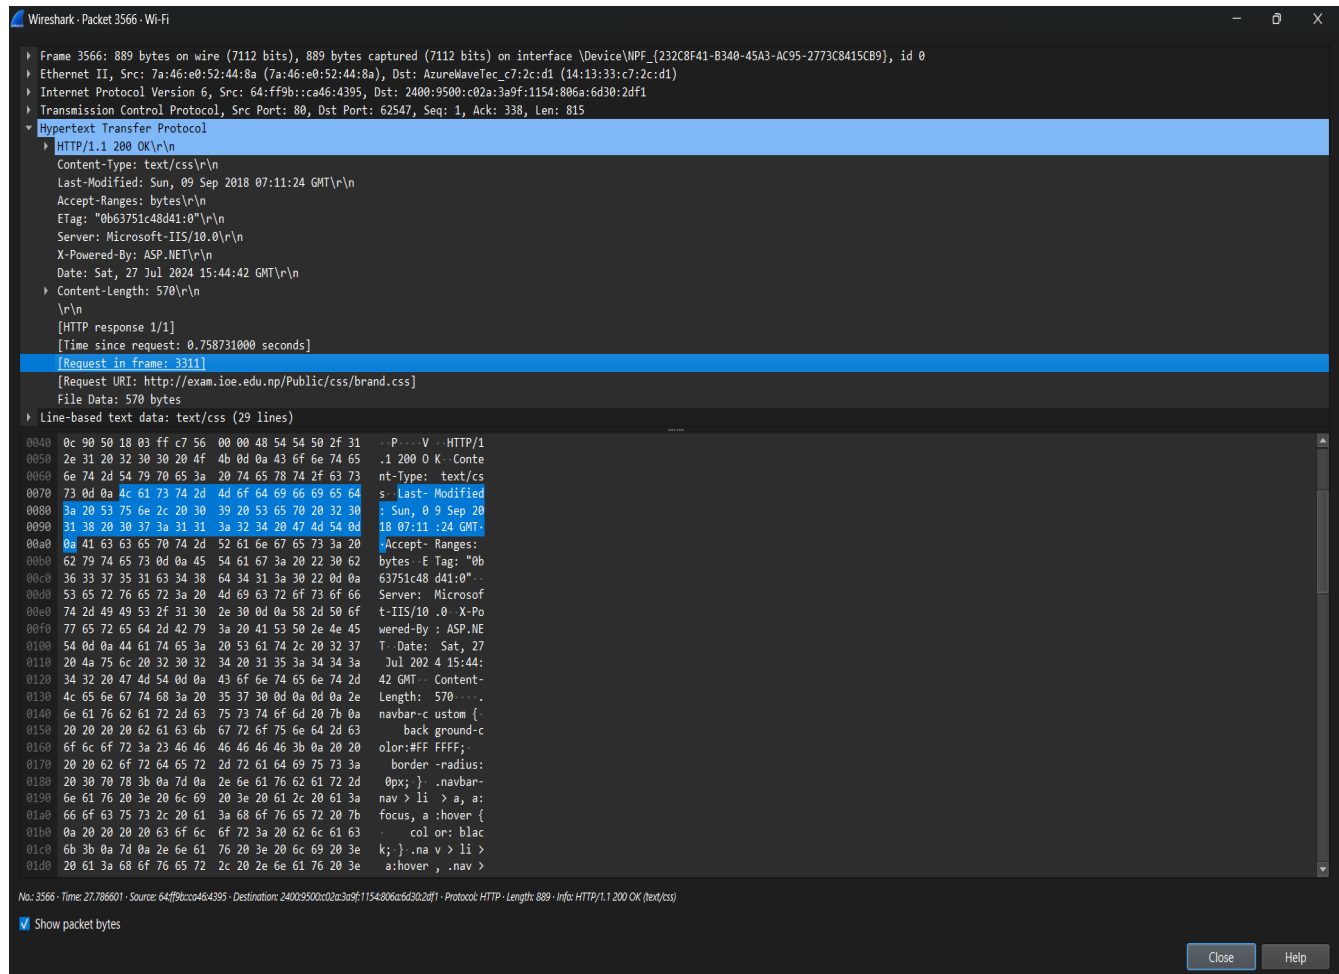 Wireshark · Packet 3566 · Wi-Fi
Frame 3566: 889 bytes on wire (7112 bits), 889 bytes captured (7112 bits) on interface \Device\NPF_{232C8F41-B340-45A3-AC95-2773C8415CB9}, id 0
Ethernet II, Src: 7a:46:e0:52:44:8a (7a:46:e0:52:44:8a), Dst: AzureWaveTec_c7:2c:d1 (14:13:33:c7:2c:d1)
Internet Protocol Version 6, Src: 64:ff9b::ca46:4395, Dst: 2400:9500:c02a:3a9f:1154:806a:6d30:2df1
Transmission Control Protocol, Src Port: 80, Dst Port: 62547, Seq: 1, Ack: 338, Len: 815
Hypertext Transfer Protocol
HTTP/1.1 200 OK\r\n
Content-Type: text/css\r\n
Last-Modified: Sun, 09 Sep 2018 07:11:24 GMT\r\n
Accept-Ranges: bytes\r\n
ETag: "0b63751c48d41:0"\r\n
Server: Microsoft-IIS/10.0\r\n
X-Powered-By: ASP.NET\r\n
Date: Sat, 27 Jul 2024 15:44:42 GMT\r\n
Content-Length: 570\r\n
\r\n
[HTTP response 1/1]
[Time since request: 0.758731000 seconds]
[Request in frame: 3311]
[Request URI: http://exam.ioe.edu.np/Public/css/brand.css]
File Data: 570 bytes
Line-based text data: text/css (29 lines)
0040 0c 90 50 18 03 ff c7 56 00 00 48 54 54 50 2f 31 ··P····V ··HTTP/1
0050 2e 31 20 32 30 30 20 4f 4b 0d 0a 43 6f 6e 74 65 .1 200 O K··Conte
0060 6e 74 2d 54 79 70 65 3a 20 74 65 78 74 2f 63 73 nt-Type: text/cs
0070 73 0d 0a 4c 61 73 74 2d 4d 6f 64 69 66 69 65 64 s··Last- Modified
0080 3a 20 53 75 6e 2c 20 30 39 20 53 65 70 20 32 30 : Sun, 0 9 Sep 20
0090 31 38 20 30 37 3a 31 31 3a 32 34 20 47 4d 54 0d 18 07:11 :24 GMT·
00a0 0a 41 63 63 65 70 74 2d 52 61 6e 67 65 73 3a 20 ·Accept- Ranges:
00b0 62 79 74 65 73 0d 0a 45 54 61 67 3a 20 22 30 62 bytes··E Tag: "0b
00c0 36 33 37 35 31 63 34 38 64 34 31 3a 30 22 0d 0a 63751c48 d41:0"··
00d0 53 65 72 76 65 72 3a 20 4d 69 63 72 6f 73 6f 66 Server: Microsof
00e0 74 2d 49 49 53 2f 31 30 2e 30 0d 0a 58 2d 50 6f t-IIS/10 .0··X-Po
00f0 77 65 72 65 64 2d 42 79 3a 20 41 53 50 2e 4e 45 wered-By : ASP.NE
0100 54 0d 0a 44 61 74 65 3a 20 53 61 74 2c 20 32 37 T··Date: Sat, 27
0110 20 4a 75 6c 20 32 30 32 34 20 31 35 3a 34 34 3a Jul 202 4 15:44:
0120 34 32 20 47 4d 54 0d 0a 43 6f 6e 74 65 6e 74 2d 42 GMT·· Content-
0130 4c 65 6e 67 74 68 3a 20 35 37 30 0d 0a 0d 0a 2e Length: 570····.
0140 6e 61 76 62 61 72 2d 63 75 73 74 6f 6d 20 7b 0a navbar-c ustom {·
0150 20 20 20 20 62 61 63 6b 67 72 6f 75 6e 64 2d 63 back ground-c
0160 6f 6c 6f 72 3a 23 46 46 46 46 46 46 3b 0a 20 20 olor:#FF FFFF;·
0170 20 20 62 6f 72 64 65 72 2d 72 61 64 69 75 73 3a border -radius:
0180 20 30 70 78 3b 0a 7d 0a 2e 6e 61 76 62 61 72 2d 0px;·}· .navbar-
0190 6e 61 76 20 3e 20 6c 69 20 3e 20 61 2c 20 61 3a nav > li > a, a:
01a0 66 6f 63 75 73 2c 20 61 3a 68 6f 76 65 72 20 7b focus, a :hover {
01b0 0a 20 20 20 20 63 6f 6c 6f 72 3a 20 62 6c 61 63 · col or: blac
01c0 6b 3b 0a 7d 0a 2e 6e 61 76 20 3e 20 6c 69 20 3e k;·}·.na v > li >
01d0 20 61 3a 68 6f 76 65 72 2c 20 2e 6e 61 76 20 3e a:hover , .nav >
No.: 3566 · Time: 27.786601 · Source: 64:ff9b::ca46:4395 · Destination: 2400:9500:c02a:3a9f:1154:806a:6d30:2df1 · Protocol: HTTP · Length: 889 · Info: HTTP/1.1 200 OK (text/css)
Show packet bytes
Close Help